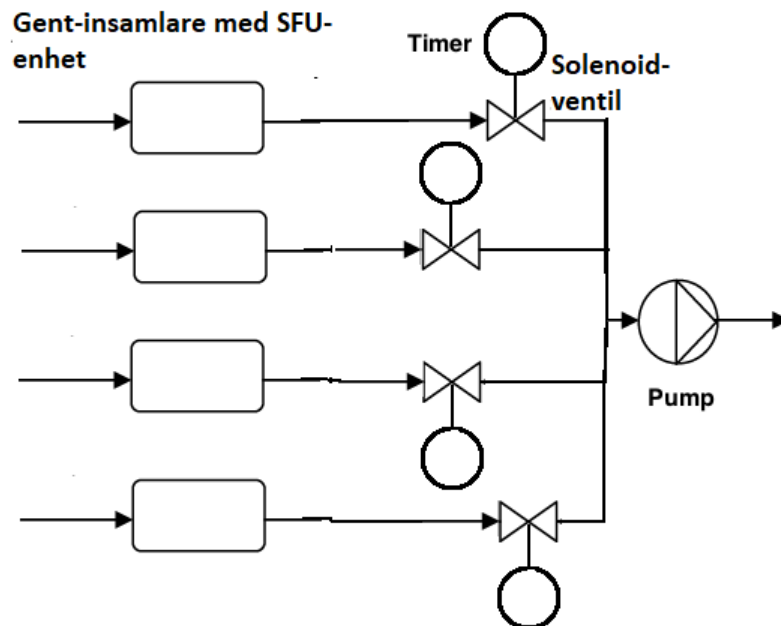 Gent-insamlare med SFU-
enhet
Timer
Solenoid-
ventil
Pump